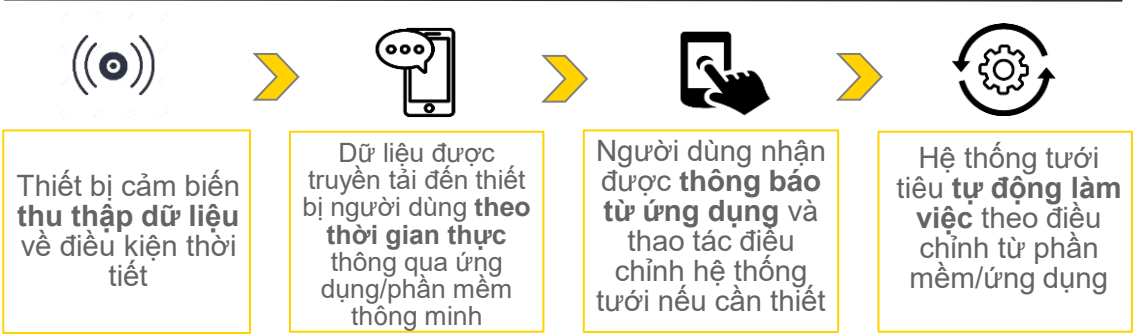 Thiết bị cảm biến
thu thập dữ liệu
về điều kiện thời
tiết
Dữ liệu được
truyền tải đến thiết
bị người dùng theo
thời gian thực
thông qua ứng
dụng/phần mềm
thông minh
Người dùng nhận
được thông báo
từ ứng dụng và
thao tác điều
chỉnh hệ thống
tưới nếu cần thiết
Hệ thống tưới
tiêu tự động làm
việc theo điều
chỉnh từ phần
mềm/ứng dụng